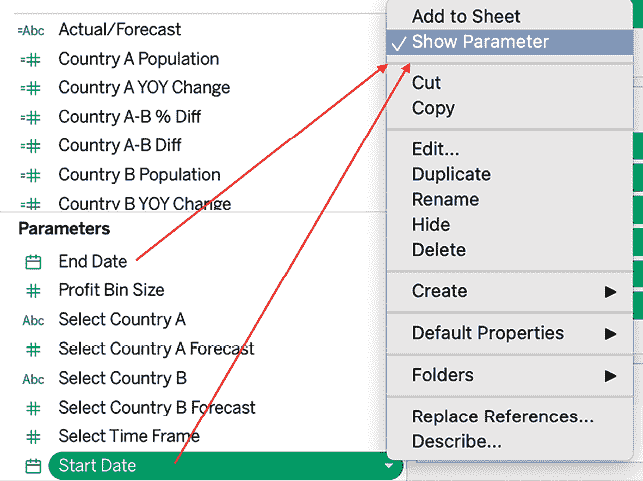 =Abc Actual/Forecast
Country A Population
Country A YOY Change
Country A-B % Diff
Country A-B Diff
Country B Population
Country B YOY Change
Parameters
End Date
Profit Bin Size
Abc Select Country A
Select Country A Forecast
Abc Select Country B
Select Country B Forecast
Select Time Frame
Start Date
Add to Sheet
✓ Show Parameter
Cut
Copy
Edit...
Duplicate
Rename
Hide
Delete
Create
Default Properties
Folders
Replace References...
Describe...